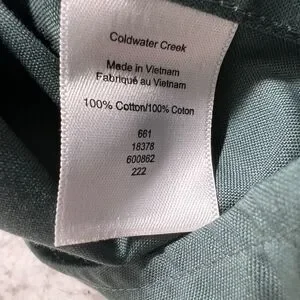 Coldwater Creek
Made in Vietnam
Fabriqué au Vietnam
100% Cotton/100% Coton
681
18378
600862
222